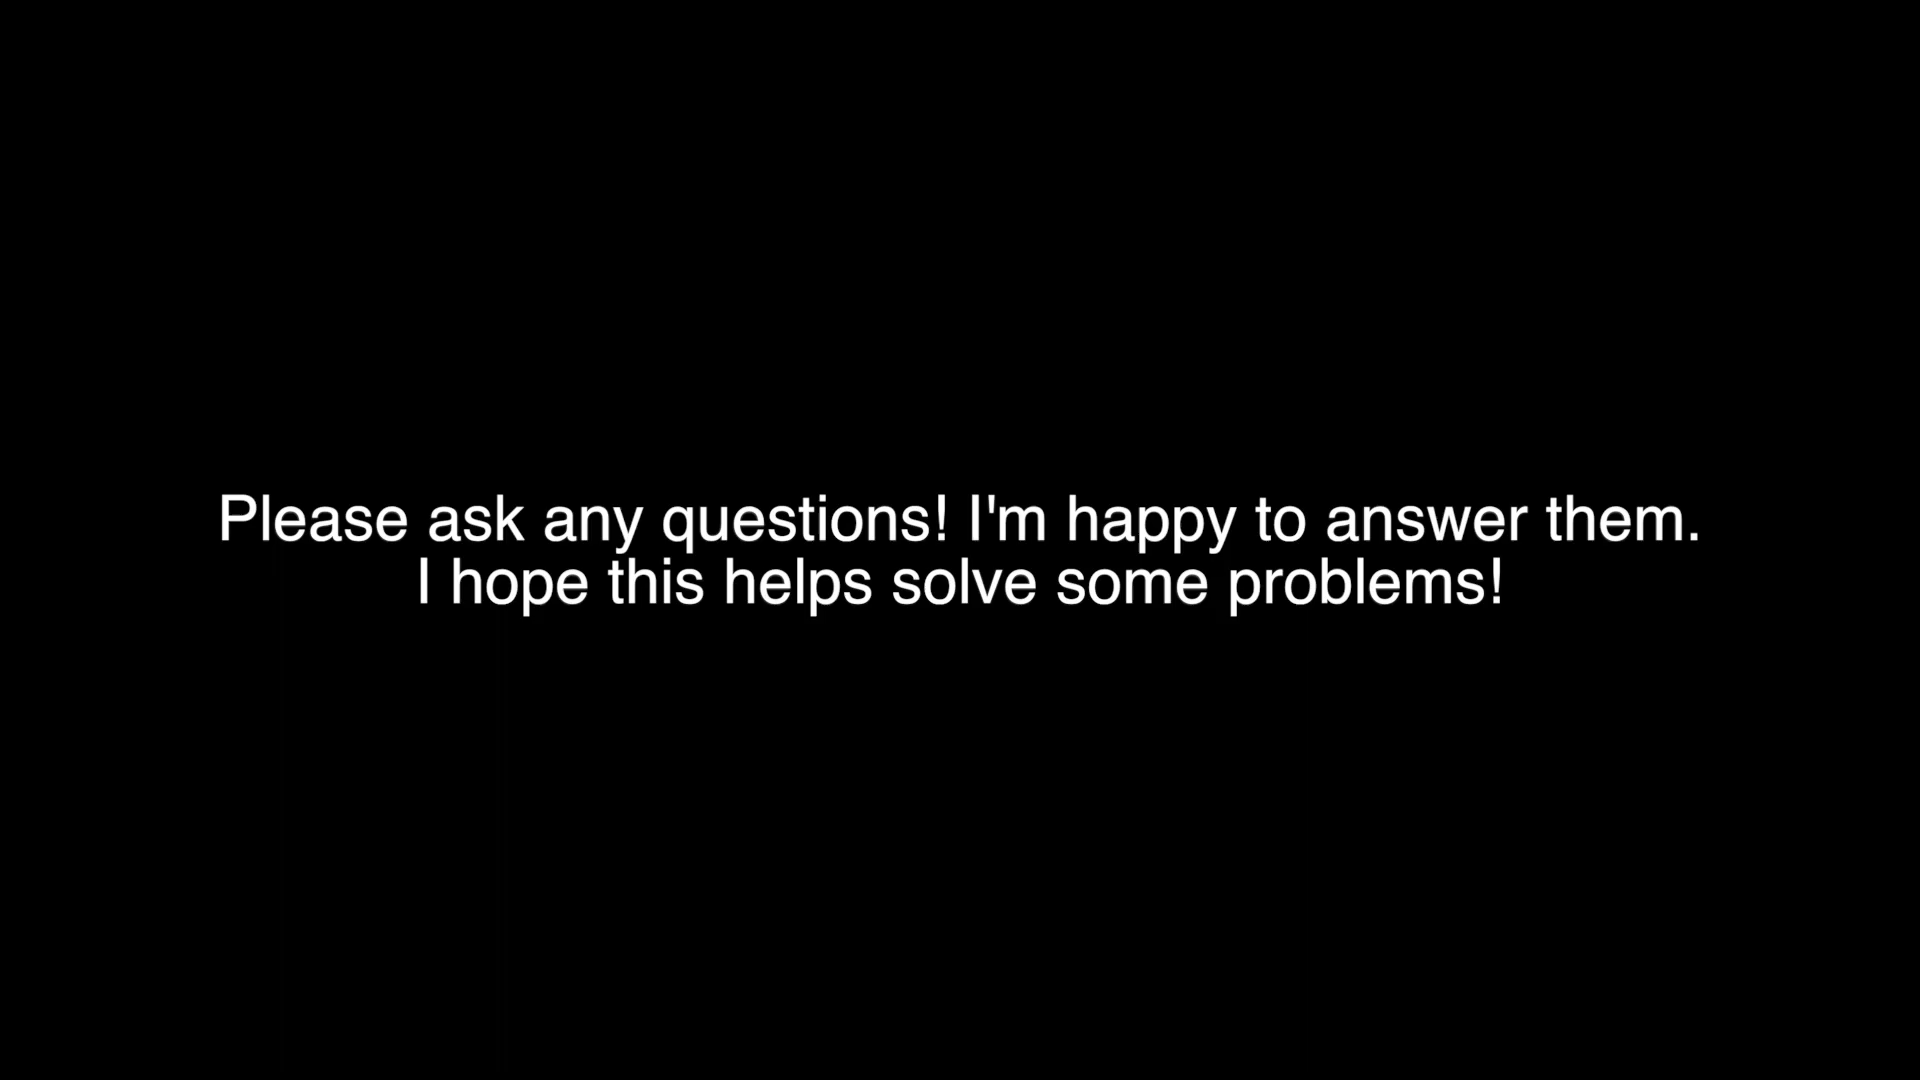 Please ask any questions! I'm happy to answer them.
I hope this helps solve some problems!